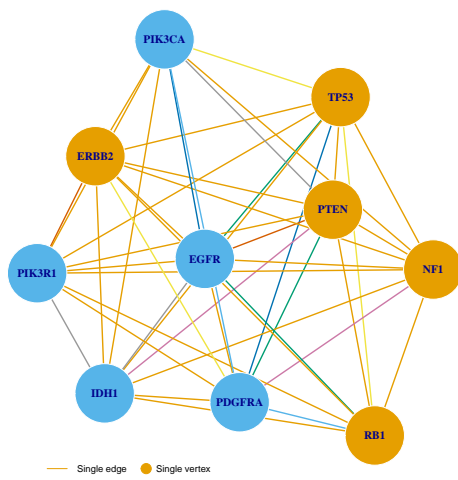 PIK3CA
TP53
ERBB2
PTEN
EGFR
NF1
PIK3R1
IDH1
PDGFRA
RB1
Single edge Single vertex